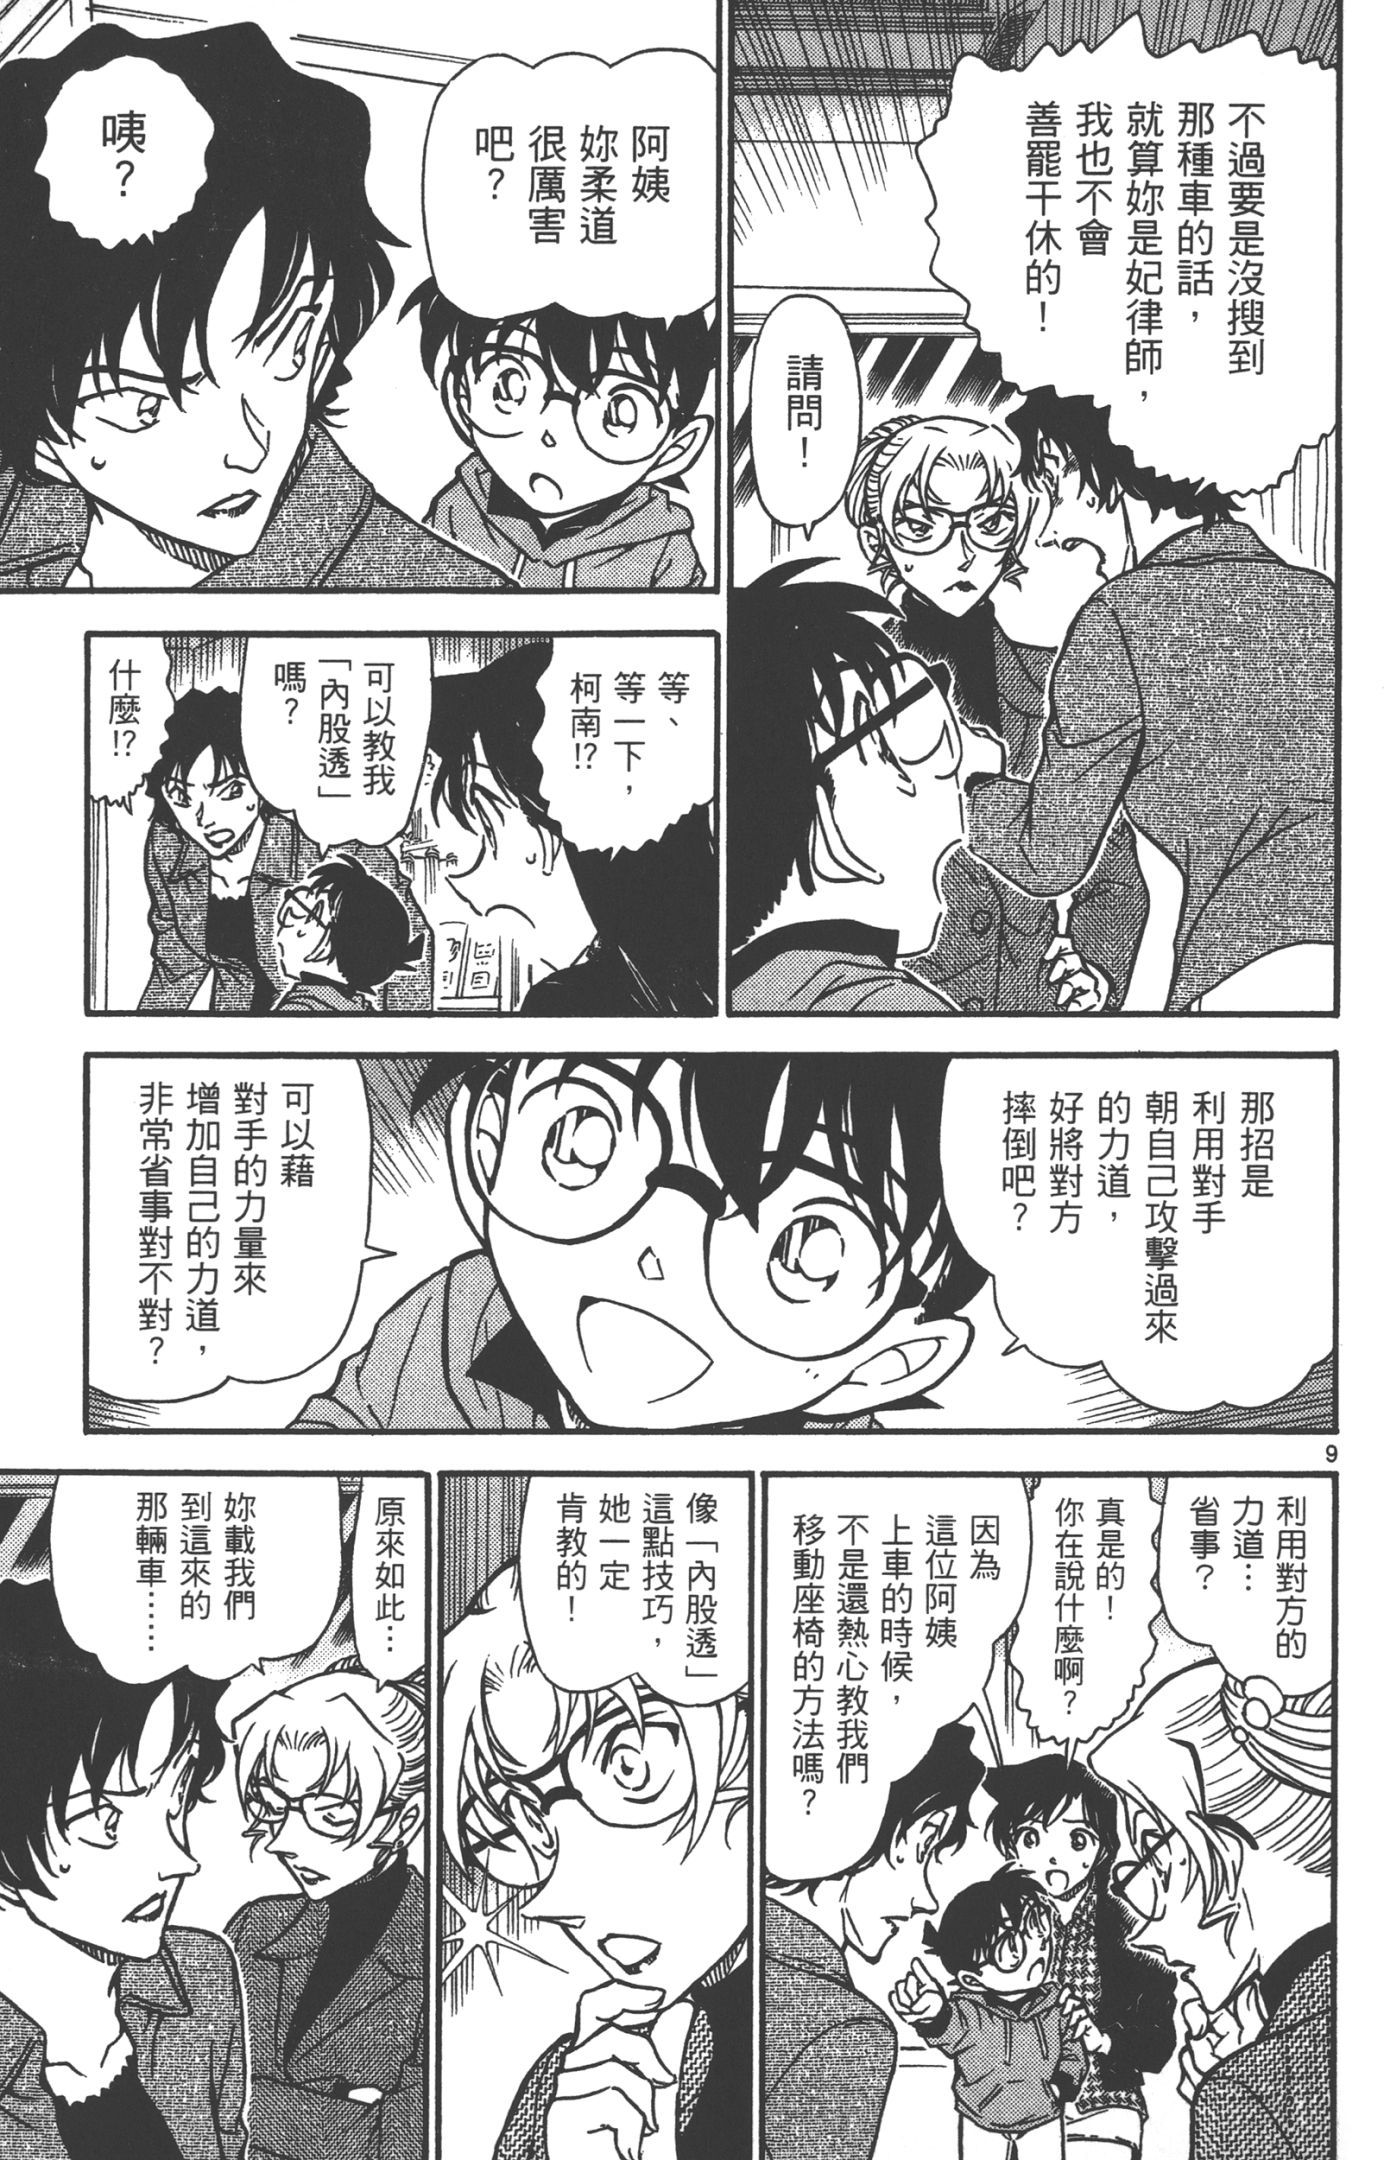 不過要是沒搜到
那種車的話，
就算妳是妃律師，
我也不會
善罷干休的！
請問！
阿姨
妳柔道
很厲害
吧？
咦？
等、
等一下，
柯南!?
可以教我
「內股透」
嗎？
什麼!?
那招是
利用對手
朝自己攻擊過來
的力道，
好將對方
摔倒吧？
可以藉
對手的力量來
增加自己的力道，
非常省事對不對？
9
利用對方的
力道…
省事？
真是的！
你在說什麼啊？
因為
這位阿姨
上車的時候，
不是還熱心教我們
移動座椅的方法嗎？
像「內股透」
這點技巧，
她一定
肯教的！
原來如此…
妳載我們
到這來的
那輛車……